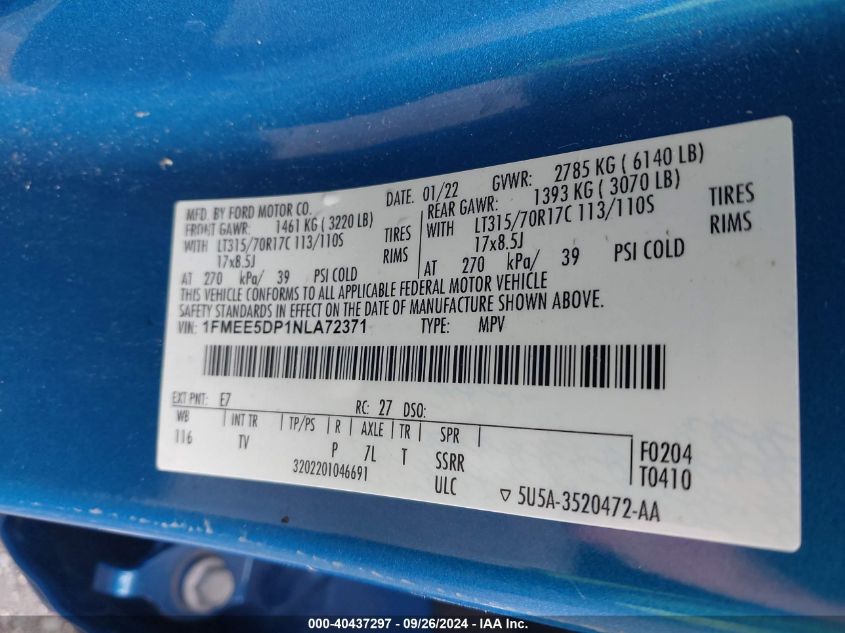 MFD. BY FORD MOTOR CO.
DATE. 01/22 GVWR: 2785 KG ( 6140 LB)
FRONT GAWR: 1461 KG ( 3220 LB)
WITH LT315/70R17C 113/110S TIRES
17x8.5J RIMS
AT 270 kPa/ 39 PSI COLD
REAR GAWR: 1393 KG ( 3070 LB)
WITH LT315/70R17C 113/110S TIRES
17x8.5J RIMS
AT 270 kPa/ 39 PSI COLD
THIS VEHICLE CONFORMS TO ALL APPLICABLE FEDERAL MOTOR VEHICLE
SAFETY STANDARDS IN EFFECT ON THE DATE OF MANUFACTURE SHOWN ABOVE.
VIN: 1FMEE5DP1NLA72371 TYPE: MPV
EXT PNT: E7 RC: 27 DSO:
WB INT TR TP/PS R AXLE TR SPR
116 TV P 7L T SSRR
3202201046691 ULC
F0204
T0410
▽ 5U5A-3520472-AA
000-40437297 - 09/26/2024 - IAA Inc.